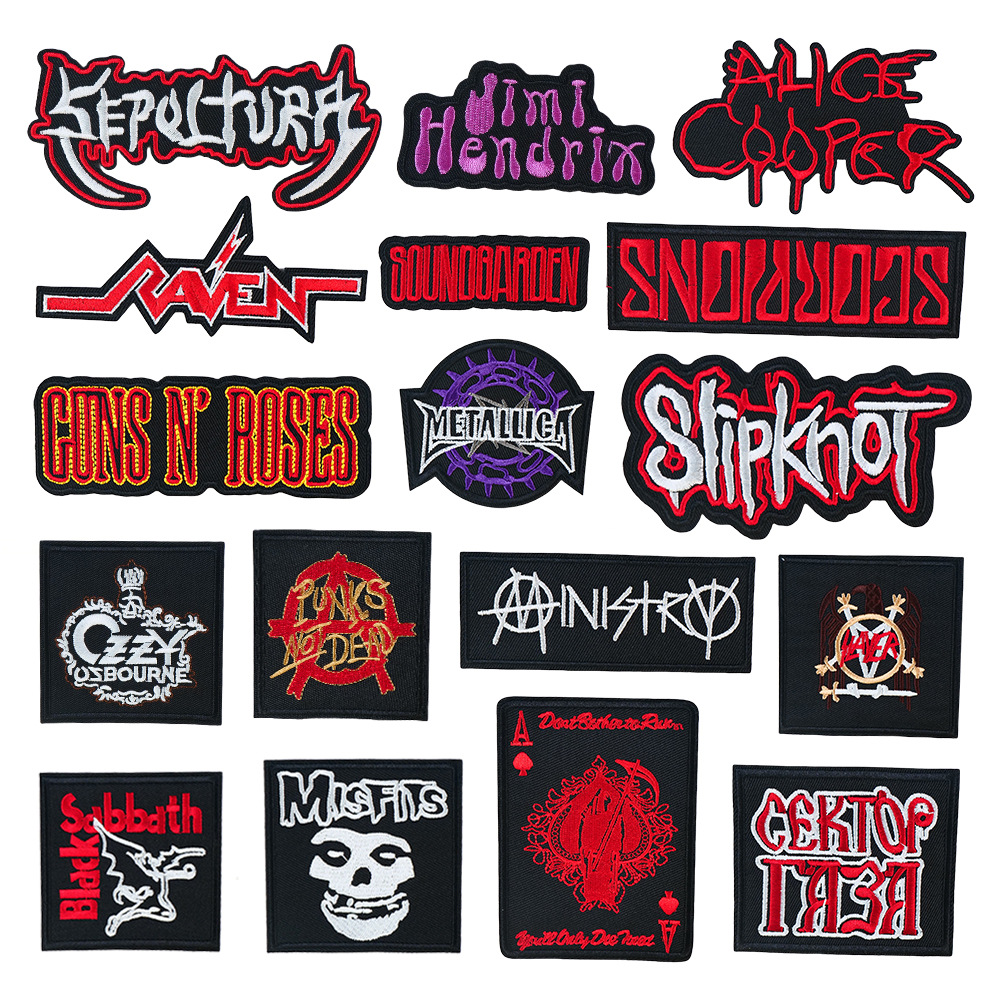 SEPULTURA
Jimi
Hendrix
ALICE
COOPER
RAVEN
SOUNDGARDEN
SCORPIONS
GUNS N' ROSES
METALLICA
SlipKnoT
OZZY
OSBOURNE
PUNKS
NOT DEAD
MINISTRY
SLAYER
Black
Sabbath
MISFITS
A
Don't Bother to Run..
You'll Only Die Tired
A
СЕКТОР
ГАЗА